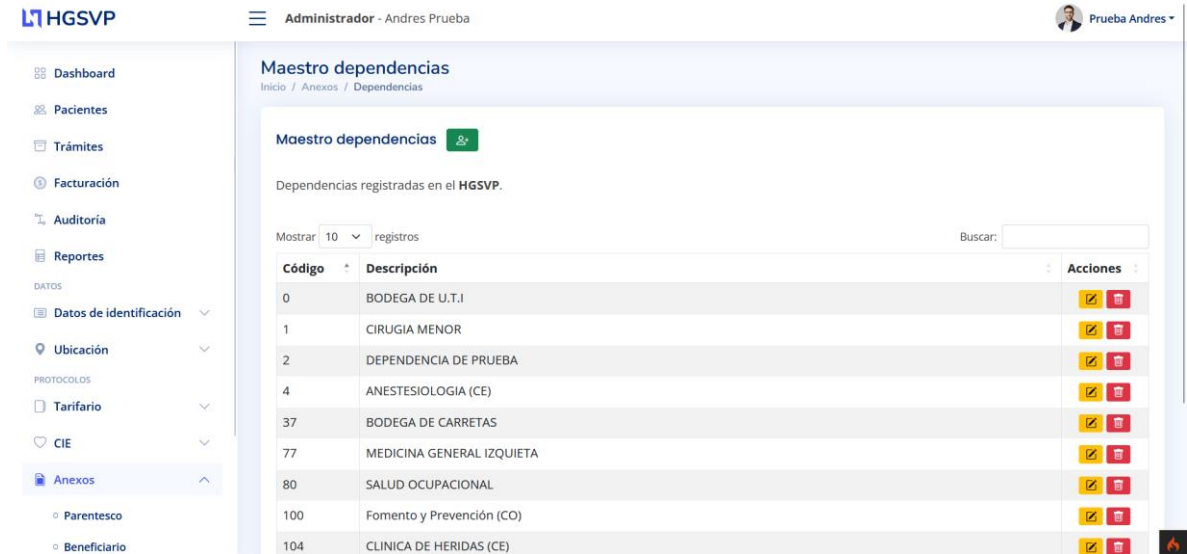 HGSVP
Administrador - Andres Prueba
Prueba Andres
Dashboard
Pacientes
Trámites
Facturación
Auditoría
Reportes
DATOS
Datos de identificación
Ubicación
PROTOCOLOS
Tarifario
CIE
Anexos
Parentesco
Beneficiario
Maestro dependencias
Inicio / Anexos / Dependencias
Maestro dependencias
Dependencias registradas en el HGSVP.
Mostrar 10 registros
Buscar:
Código Descripción Acciones
0 BODEGA DE U.T.I
1 CIRUGIA MENOR
2 DEPENDENCIA DE PRUEBA
4 ANESTESIOLOGIA (CE)
37 BODEGA DE CARRETAS
77 MEDICINA GENERAL IZQUIETA
80 SALUD OCUPACIONAL
100 Fomento y Prevención (CO)
104 CLINICA DE HERIDAS (CE)